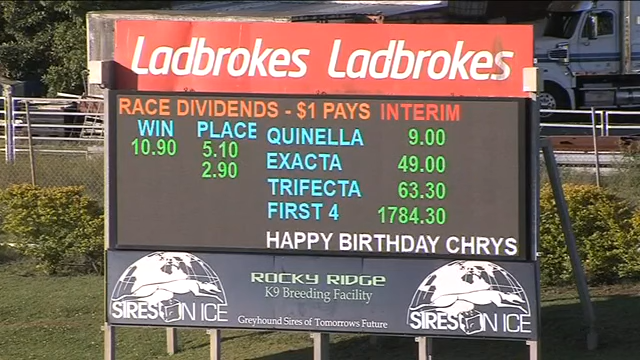 Ladbrokes Ladbrokes
RACE DIVIDENDS - $1 PAYS INTERIM
WIN PLACE QUINELLA 9.00
10.90 5.10 EXACTA 49.00
2.90 TRIFECTA 63.30
FIRST 4 1784.30
HAPPY BIRTHDAY CHRYS
ROCKY RIDGE
K9 Breeding Facility
SIRES ON ICE
Greyhound Sires of Tomorrows Future
SIRES ON ICE